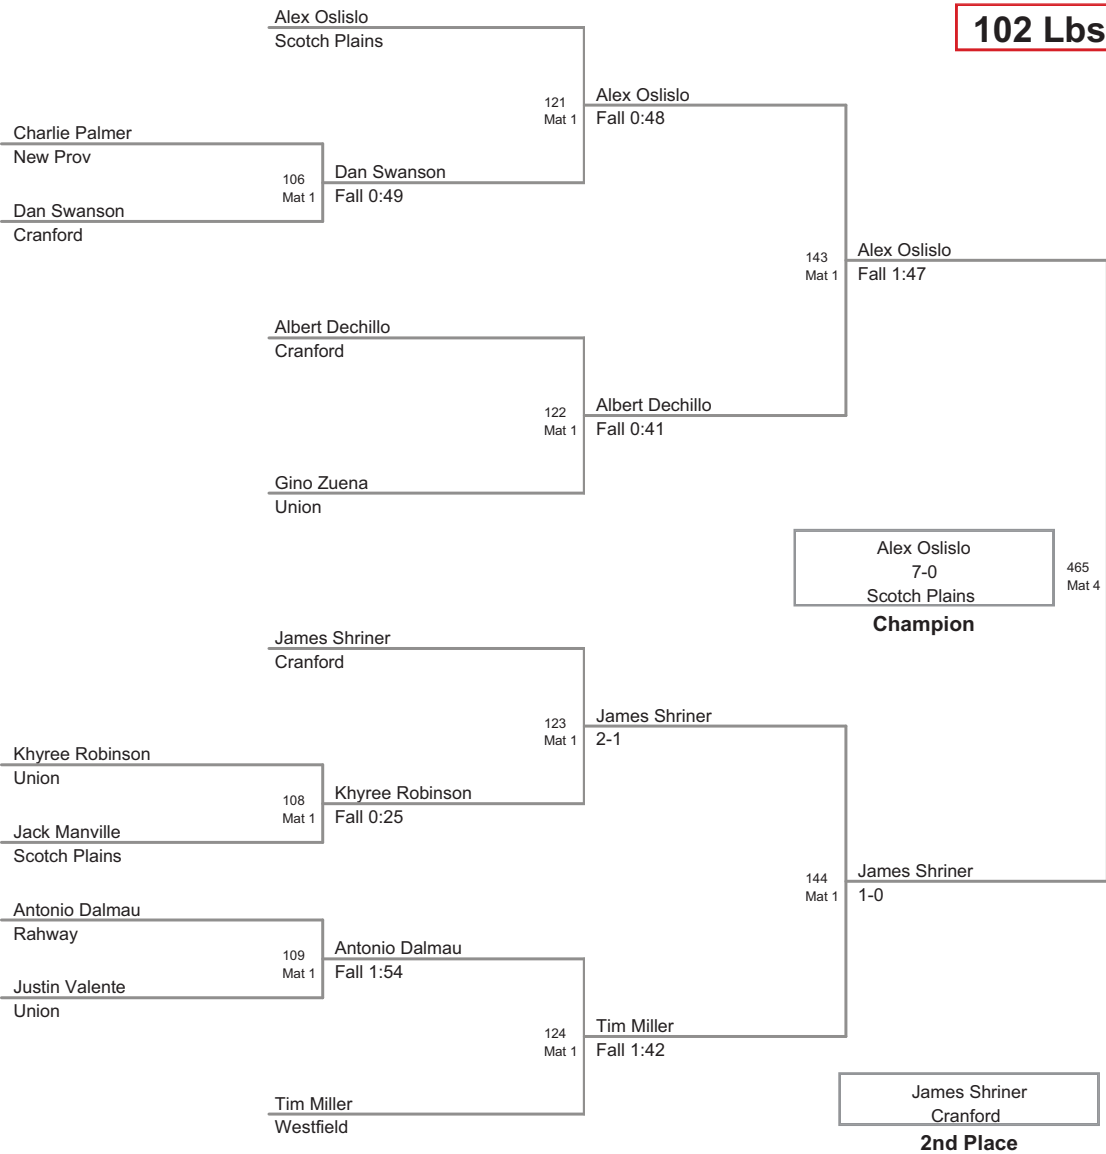 Alex Oslislo
Scotch Plains
102 Lbs
121
Mat 1
Alex Oslislo
Fall 0:48
Charlie Palmer
New Prov
106
Mat 1
Dan Swanson
Fall 0:49
Dan Swanson
Cranford
143
Mat 1
Alex Oslislo
Fall 1:47
Albert Dechillo
Cranford
122
Mat 1
Albert Dechillo
Fall 0:41
Gino Zuena
Union
Alex Oslislo
7-0
Scotch Plains
Champion
465
Mat 4
James Shriner
Cranford
123
Mat 1
James Shriner
2-1
Khyree Robinson
Union
108
Mat 1
Khyree Robinson
Fall 0:25
Jack Manville
Scotch Plains
144
Mat 1
James Shriner
1-0
Antonio Dalmau
Rahway
109
Mat 1
Antonio Dalmau
Fall 1:54
Justin Valente
Union
124
Mat 1
Tim Miller
Fall 1:42
Tim Miller
Westfield
James Shriner
Cranford
2nd Place